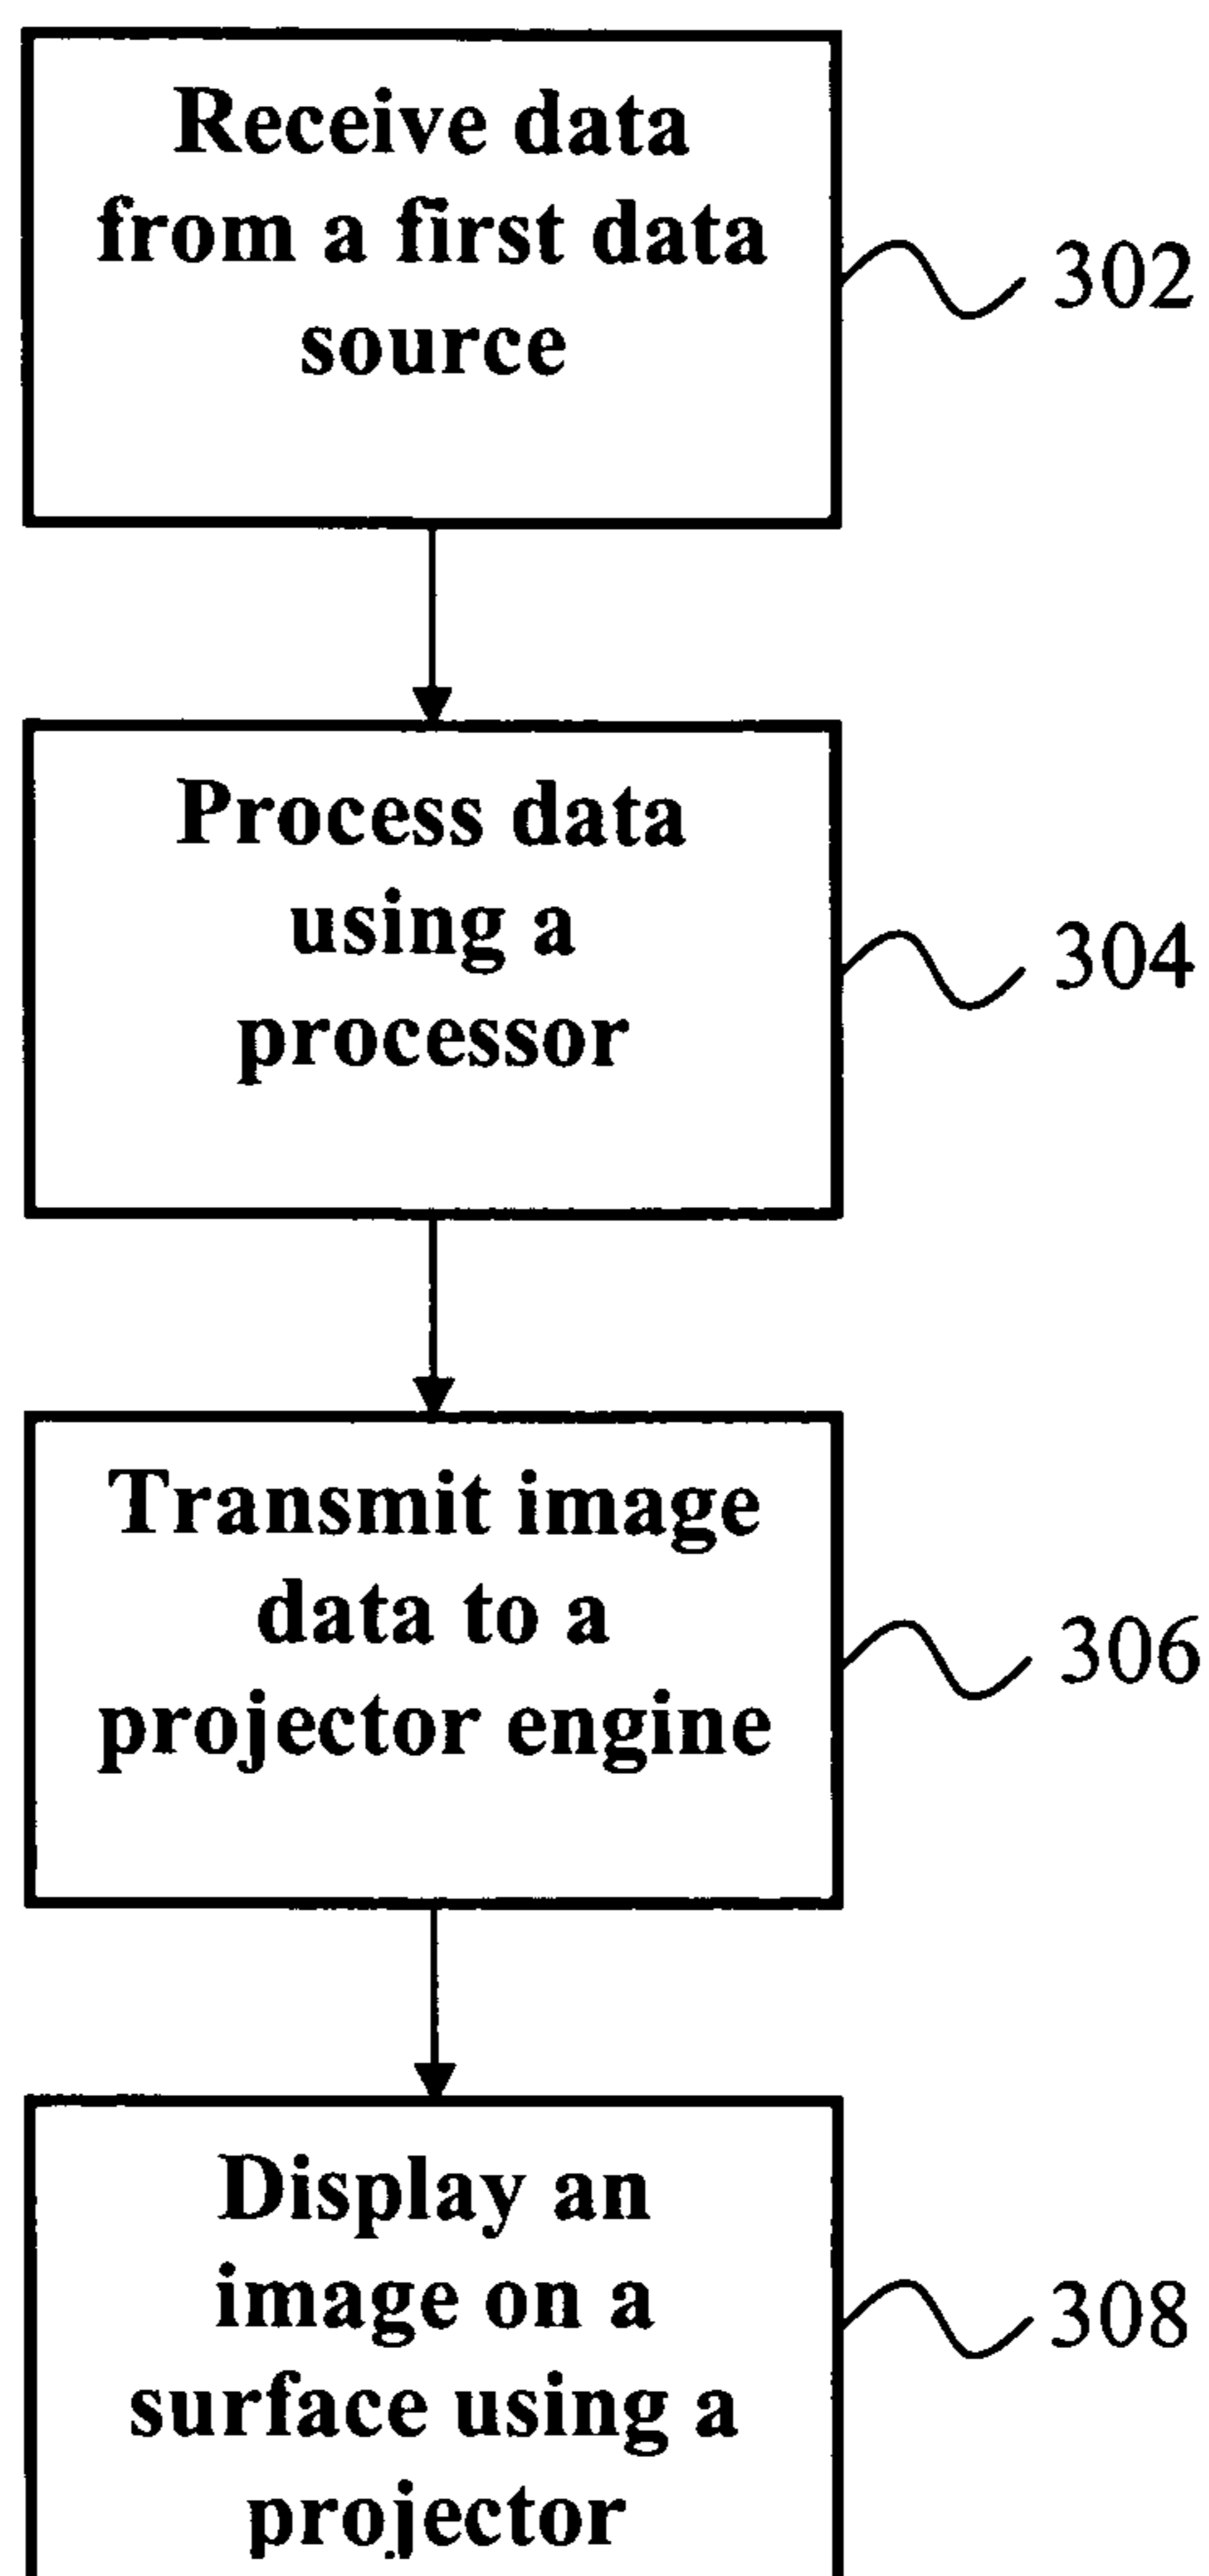 Receive data
from a first data
source
302
Process data
using a
processor
304
Transmit image
data to a
projector engine
306
Display an
image on a
surface using a
projector
308